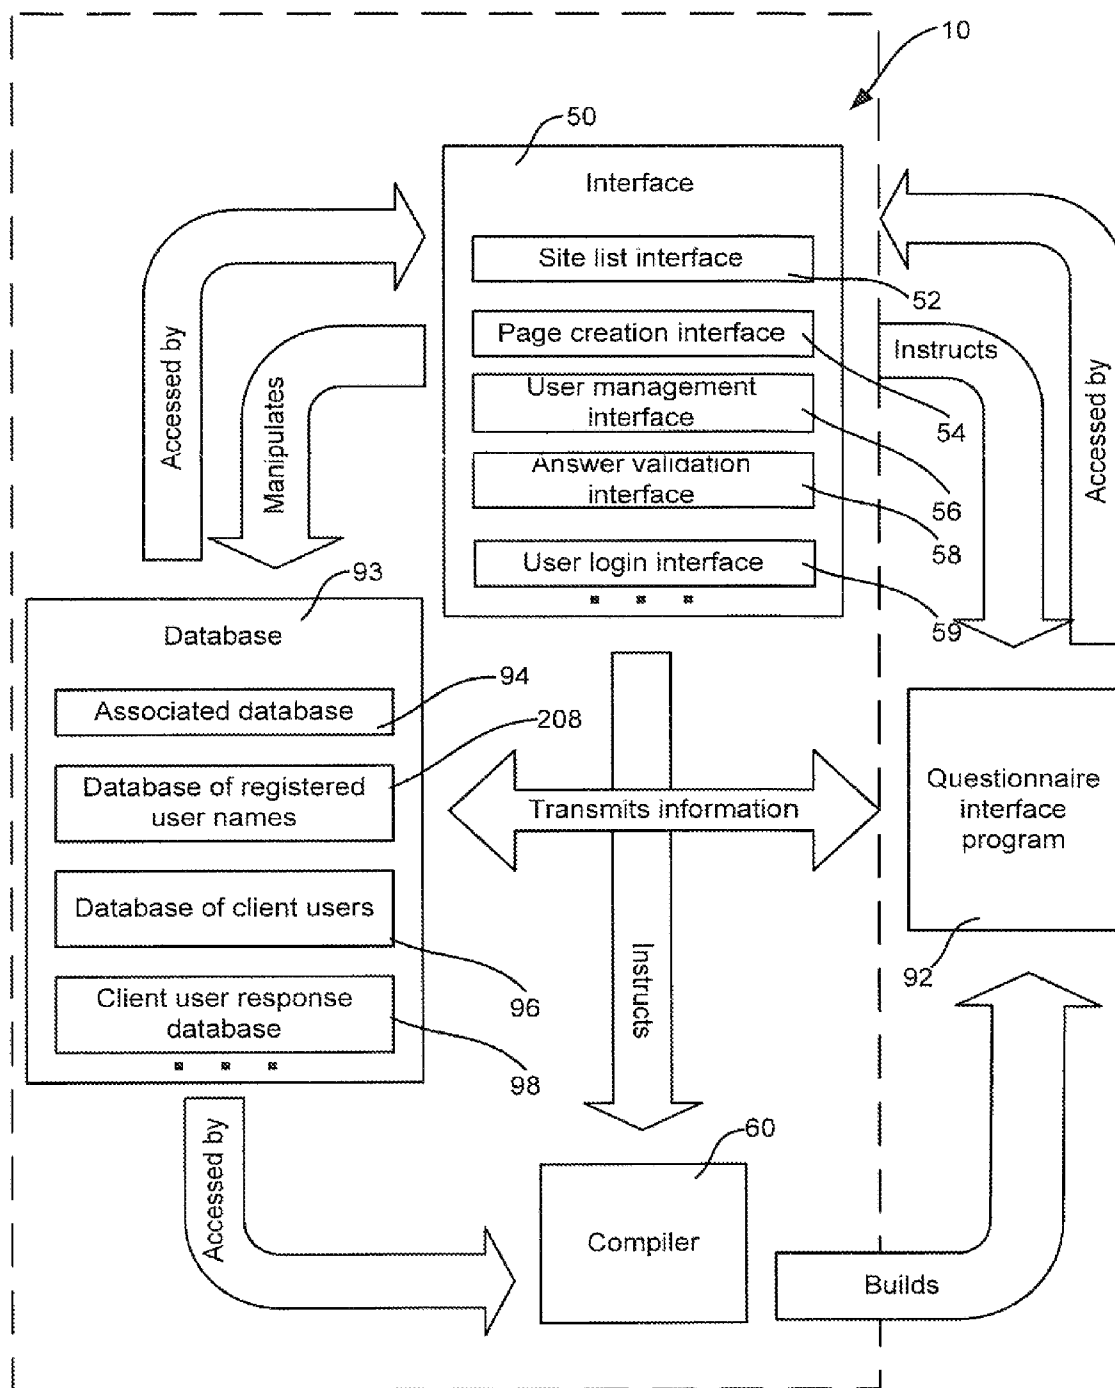 10
50
Interface
Site list interface
52
Page creation interface
Instructs
54
User management
interface
56
Answer validation
interface
58
User login interface
59
Accessed by
Manipulates
Accessed by
93
Database
Associated database
94
208
Database of registered
user names
Database of client users
96
Client user response
database
98
Transmits information
Questionnaire
interface
program
92
Instructs
Accessed by
60
Compiler
Builds